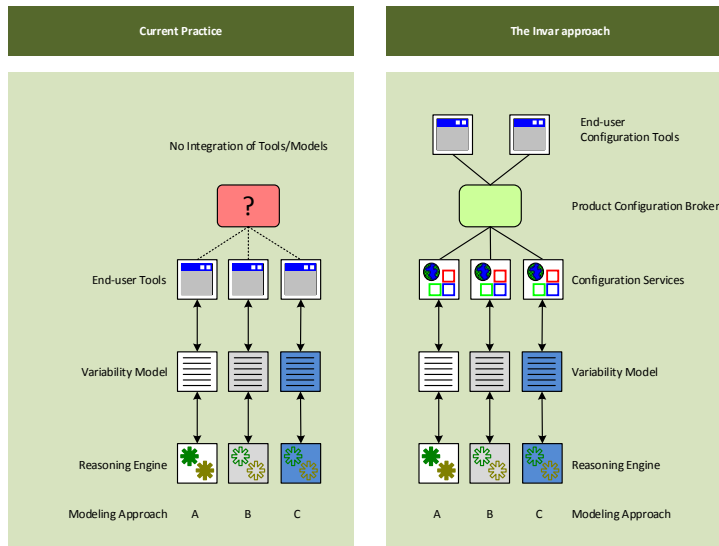 Current Practice
No Integration of Tools/Models
?
End-user Tools
Variability Model
Reasoning Engine
Modeling Approach A B C
The Invar approach
End-user
Configuration Tools
Product Configuration Broker
Configuration Services
Variability Model
Reasoning Engine
A B C Modeling Approach